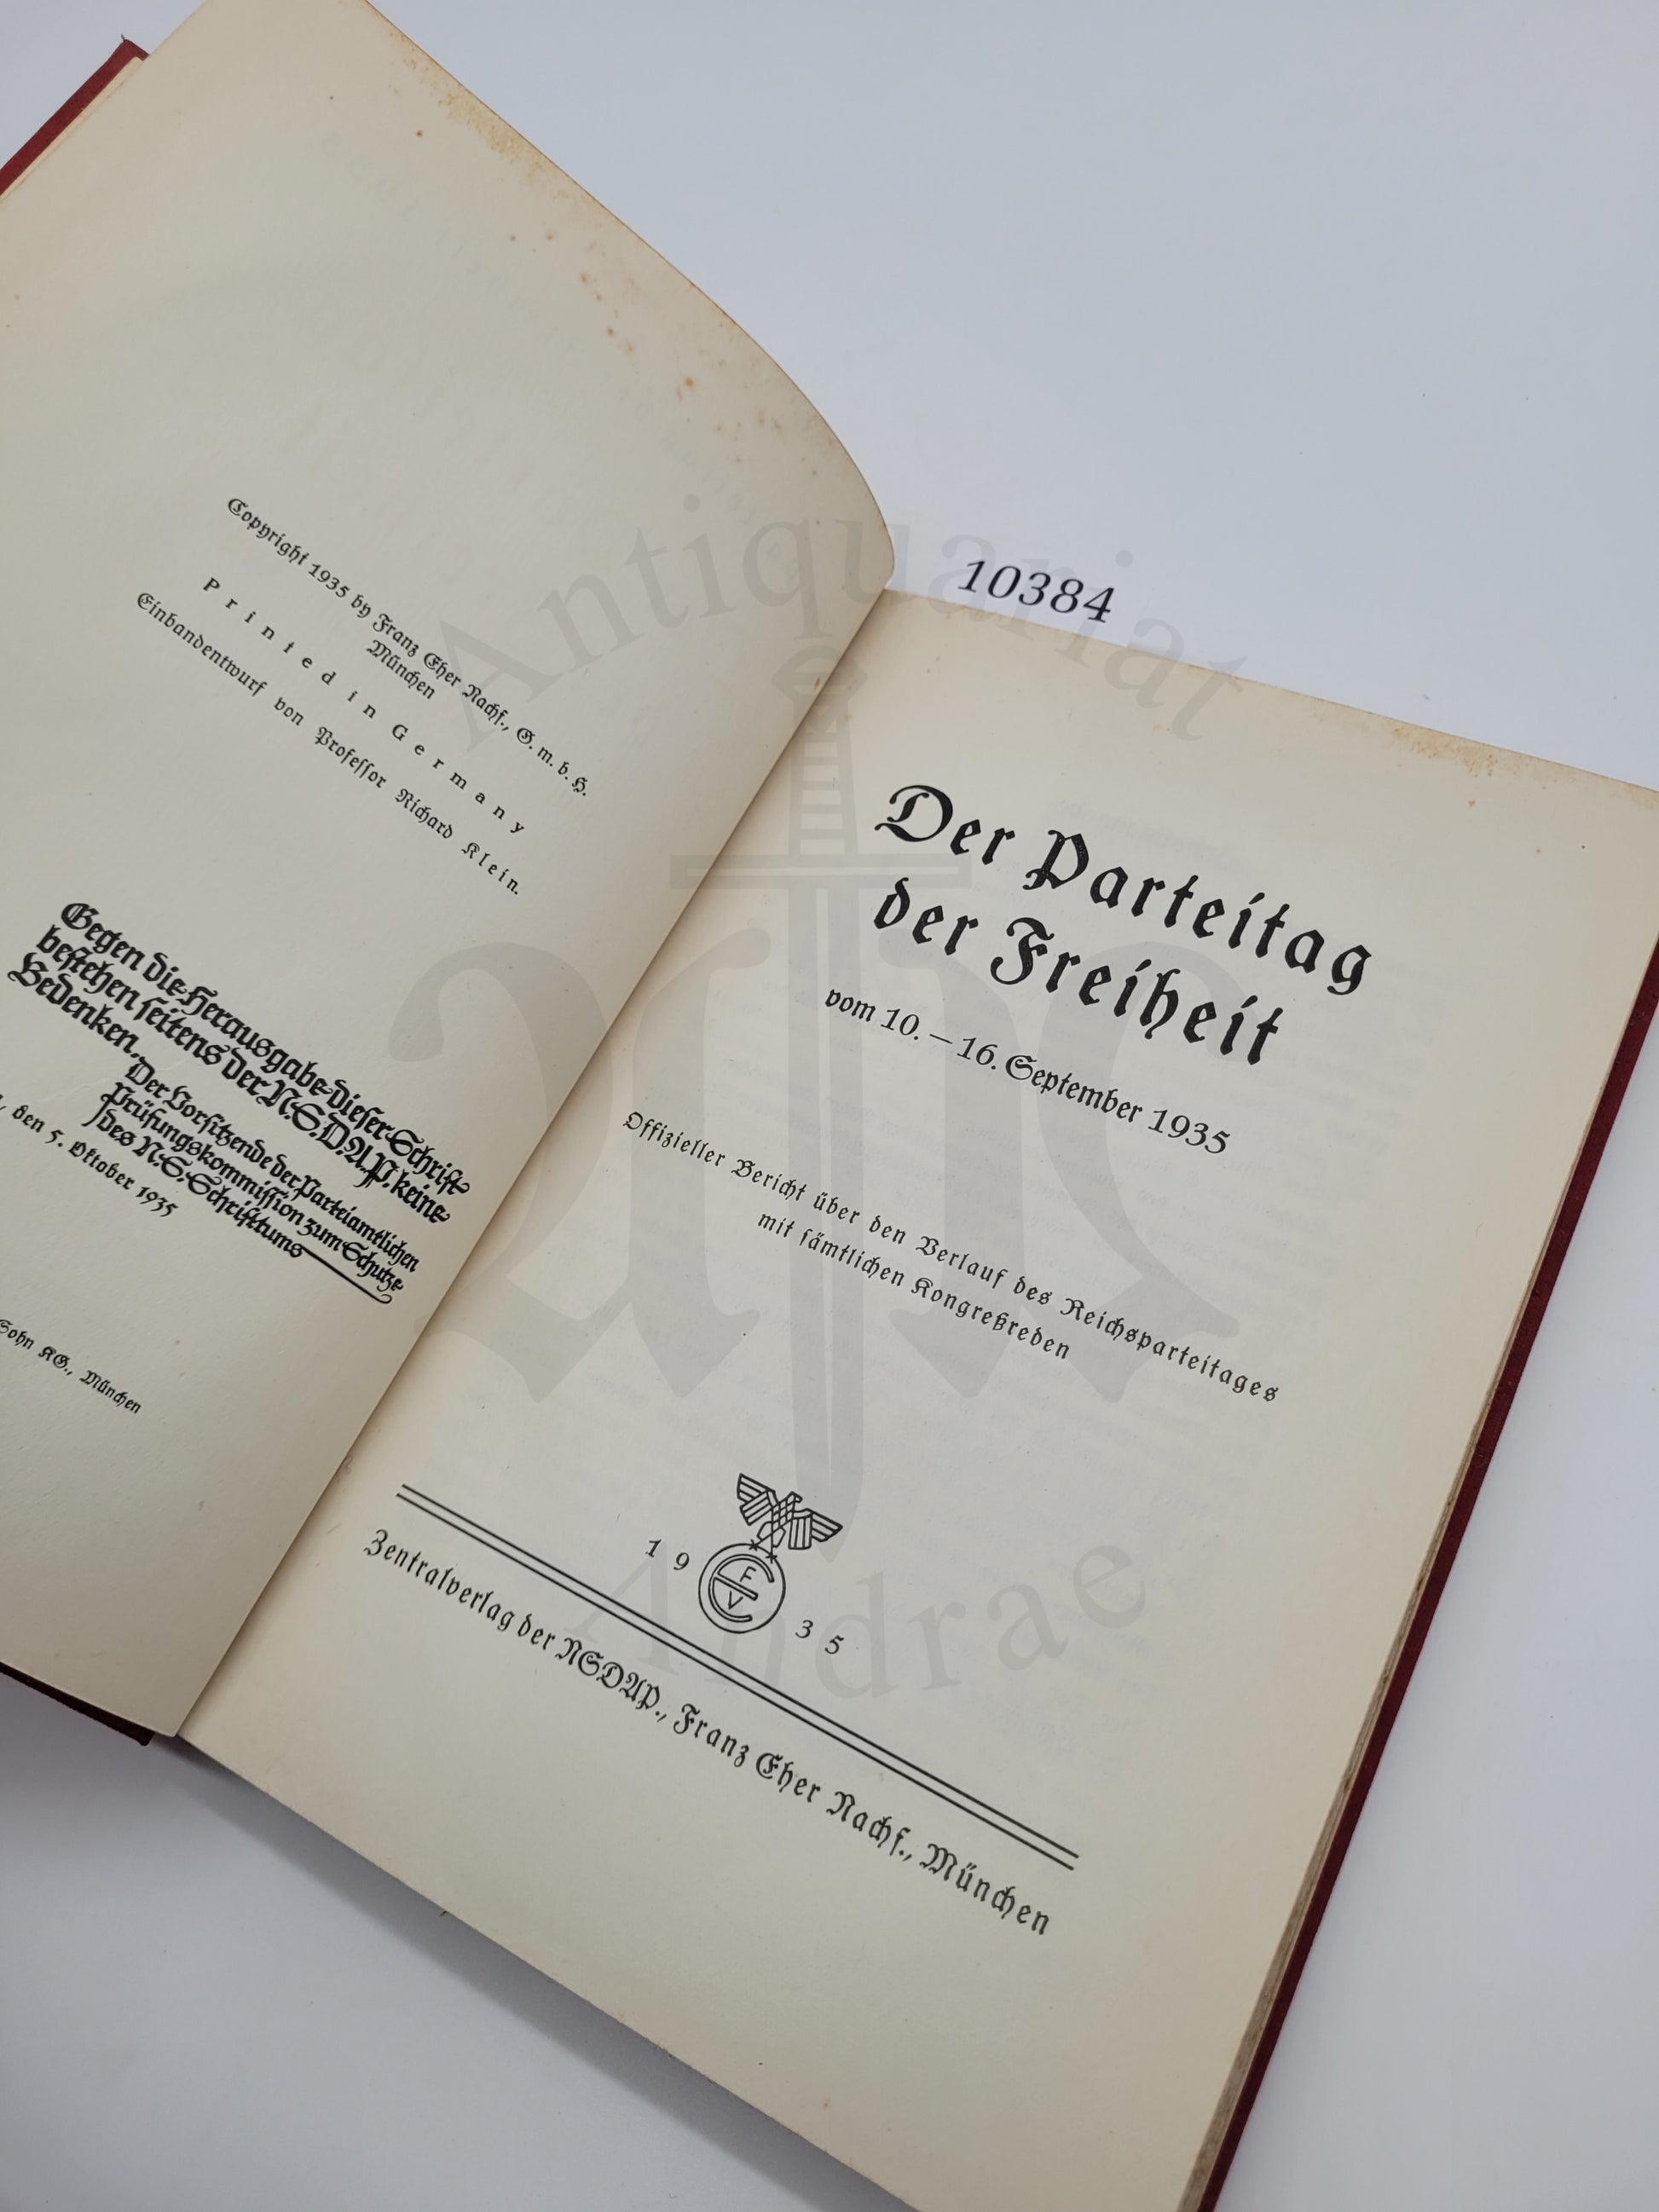 Copyright 1935 by Franz Eher Nachf., G. m. b. H.
München
Printed in Germany
Einbandentwurf von Professor Richard Klein.
Gegen die Herausgabe dieser Schrift
bestehen seitens der N.S.D.A.P. keine
Bedenken.
Der Vorsitzende der Parteiamtlichen
Prüfungskommission zum Schutze
des N.S.-Schrifttums
den 5. Oktober 1935
Sohn KG., München
10384
Der Parteitag
der Freiheit
vom 10. – 16. September 1935
Offizieller Bericht über den Verlauf des Reichsparteitages
mit sämtlichen Kongreßreden
19 35
F
V
Zentralverlag der NSDAP., Franz Eher Nachf., München
Antiquariat
Andrae